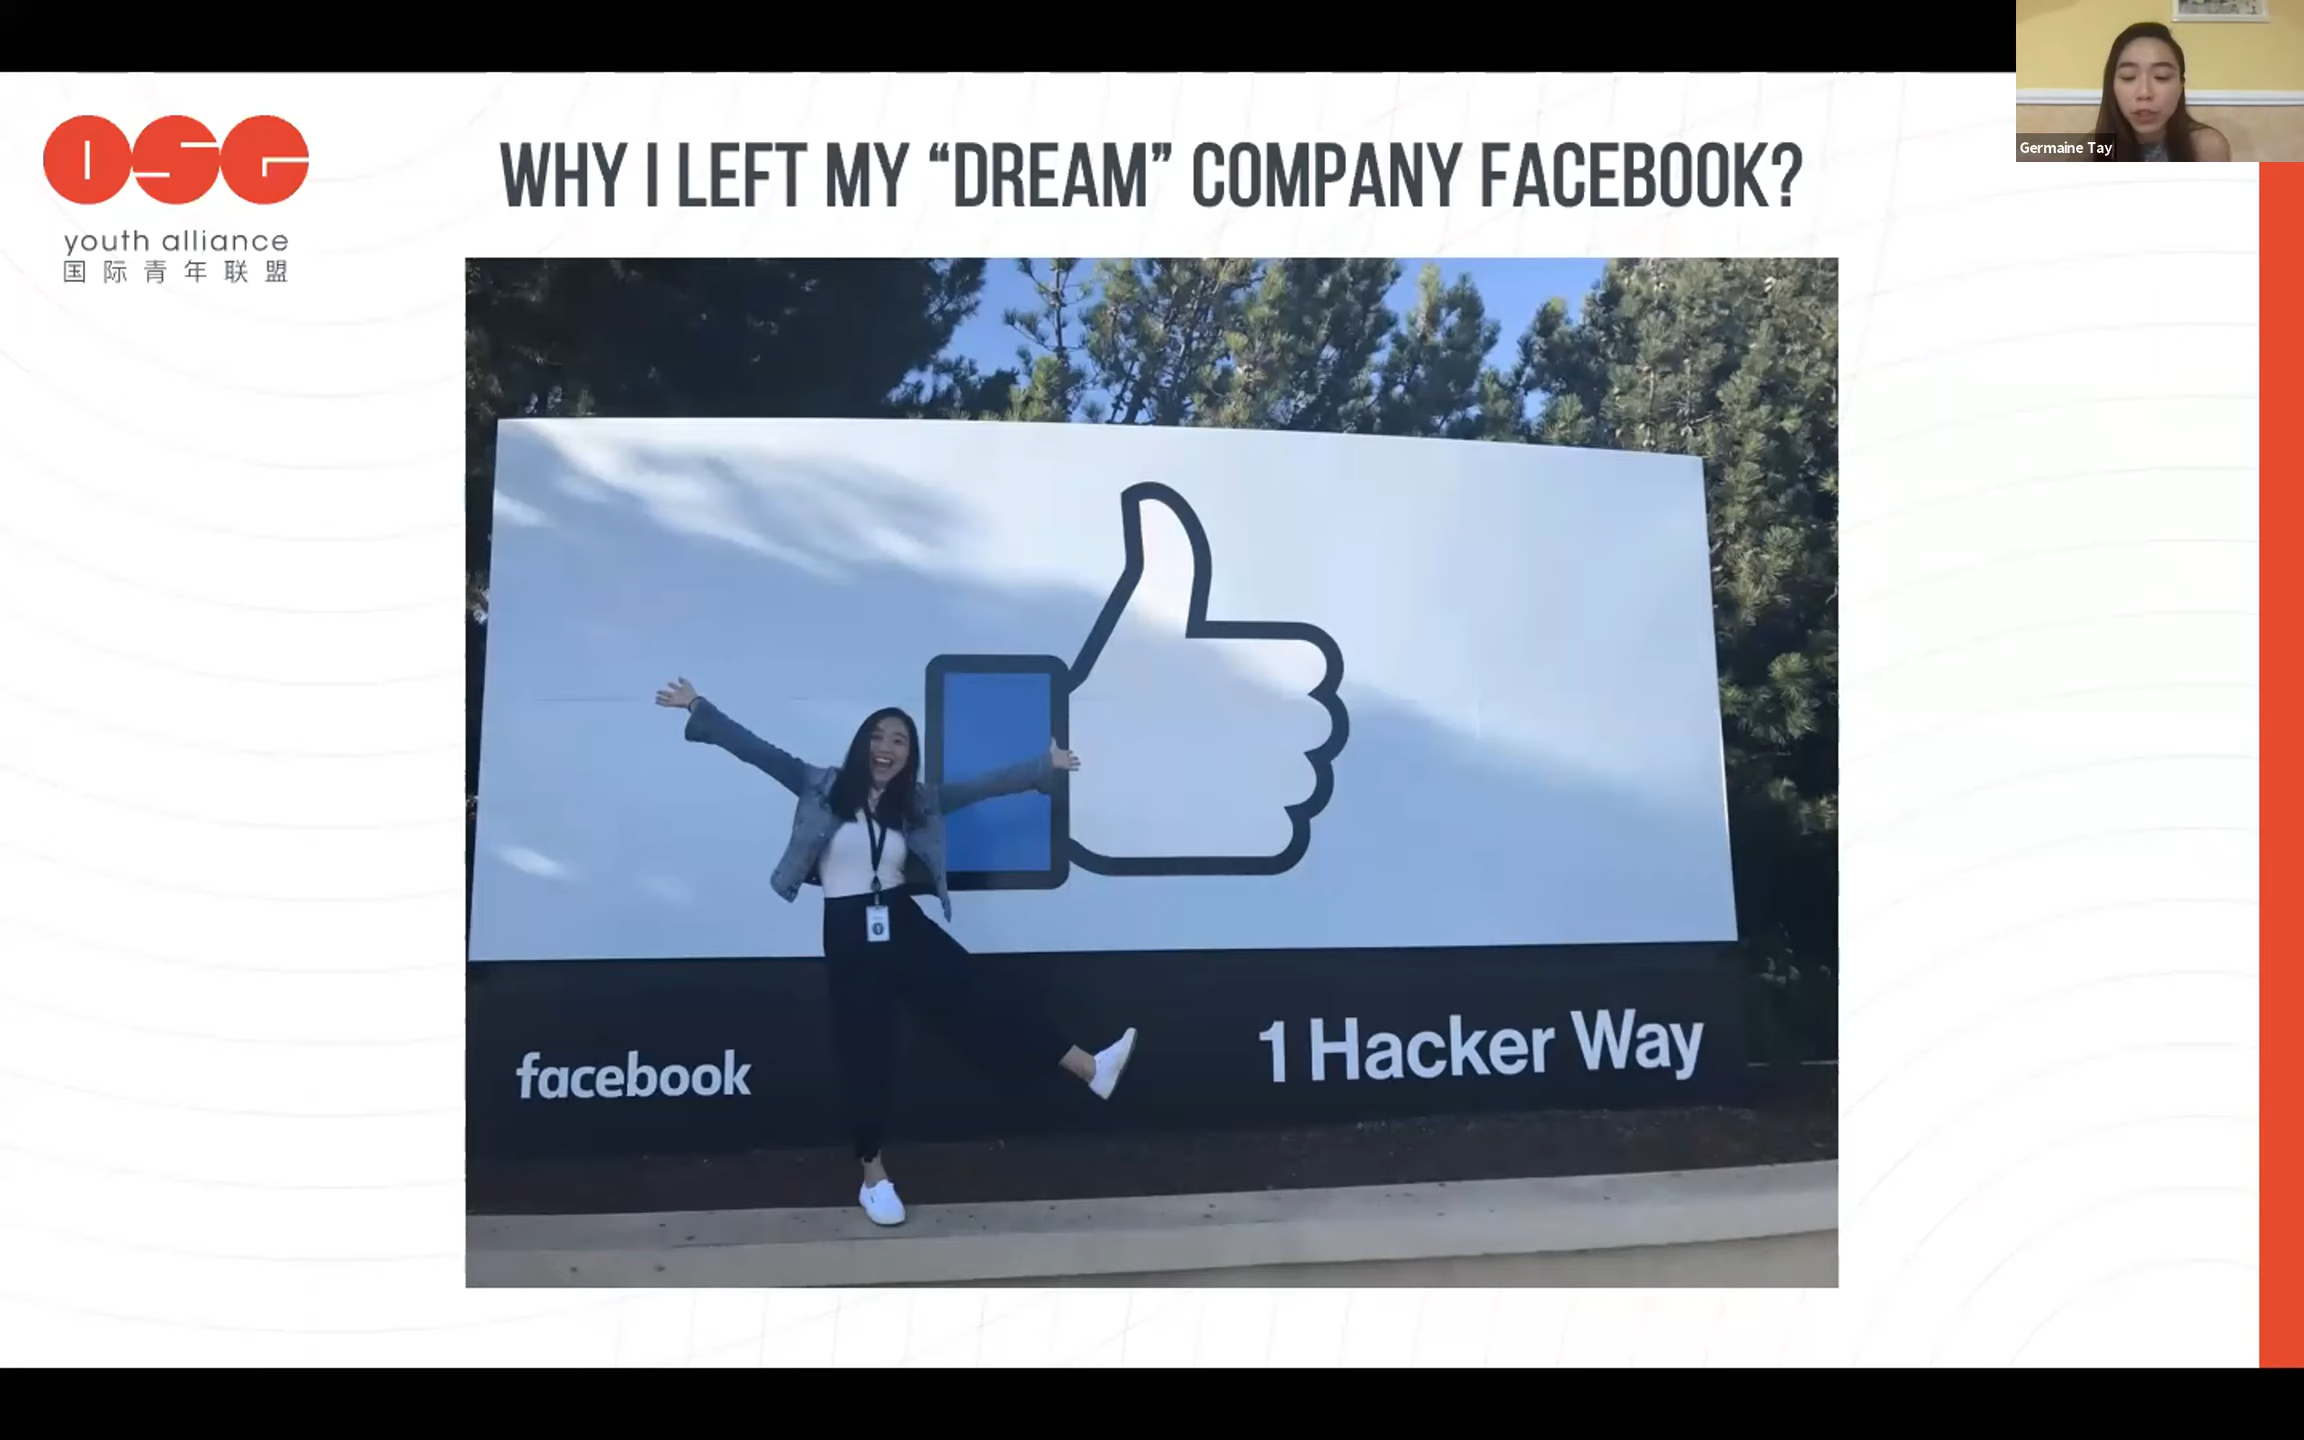 OSG
youth alliance
国际青年联盟
WHY I LEFT MY “DREAM” COMPANY FACEBOOK?
Germaine Tay
facebook
1 Hacker Way